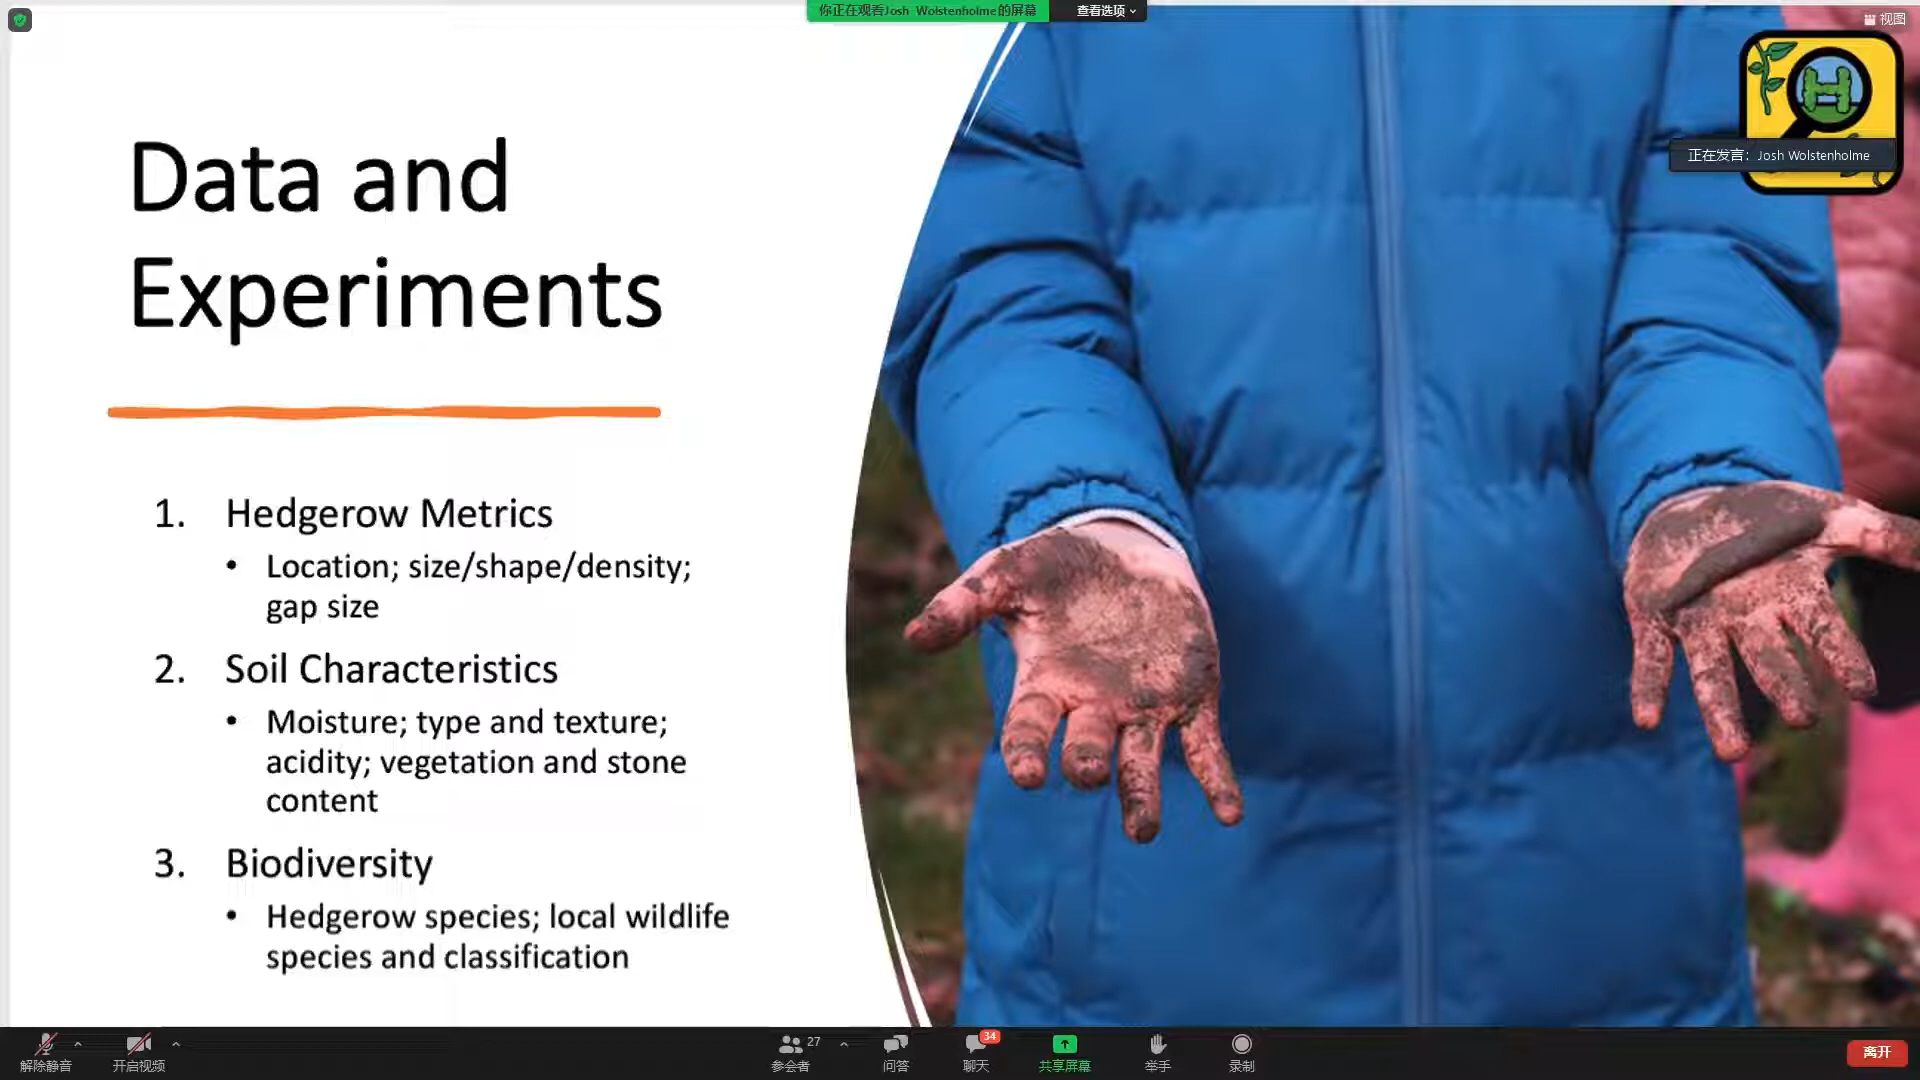 你正在观看Josh Wolstenholme的屏幕
查看选项
视图
H
正在发言: Josh Wolstenholme
Data and
Experiments
1. Hedgerow Metrics
• Location; size/shape/density;
gap size
2. Soil Characteristics
• Moisture; type and texture;
acidity; vegetation and stone
content
3. Biodiversity
• Hedgerow species; local wildlife
species and classification
解除静音
开启视频
27
参会者
问答
34
聊天
共享屏幕
举手
录制
离开